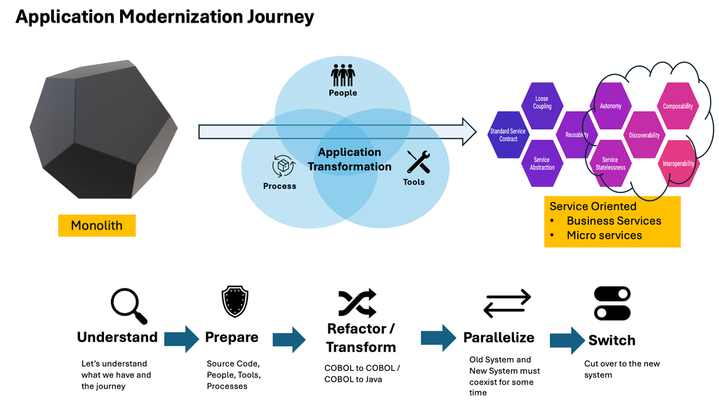 Application Modernization Journey
People
Application
Transformation
Process
Tools
Monolith
Standard Service
Contract
Loose
Coupling
Service
Abstraction
Reusability
Autonomy
Service
Statelessness
Discoverability
Composability
Interoperability
Service Oriented
• Business Services
• Micro services
Understand
Let's understand
what we have and
the journey
Prepare
Source Code,
People, Tools,
Processes
Refactor /
Transform
COBOL to COBOL /
COBOL to Java
Parallelize
Old System and
New System must
coexist for some
time
Switch
Cut over to the new
system